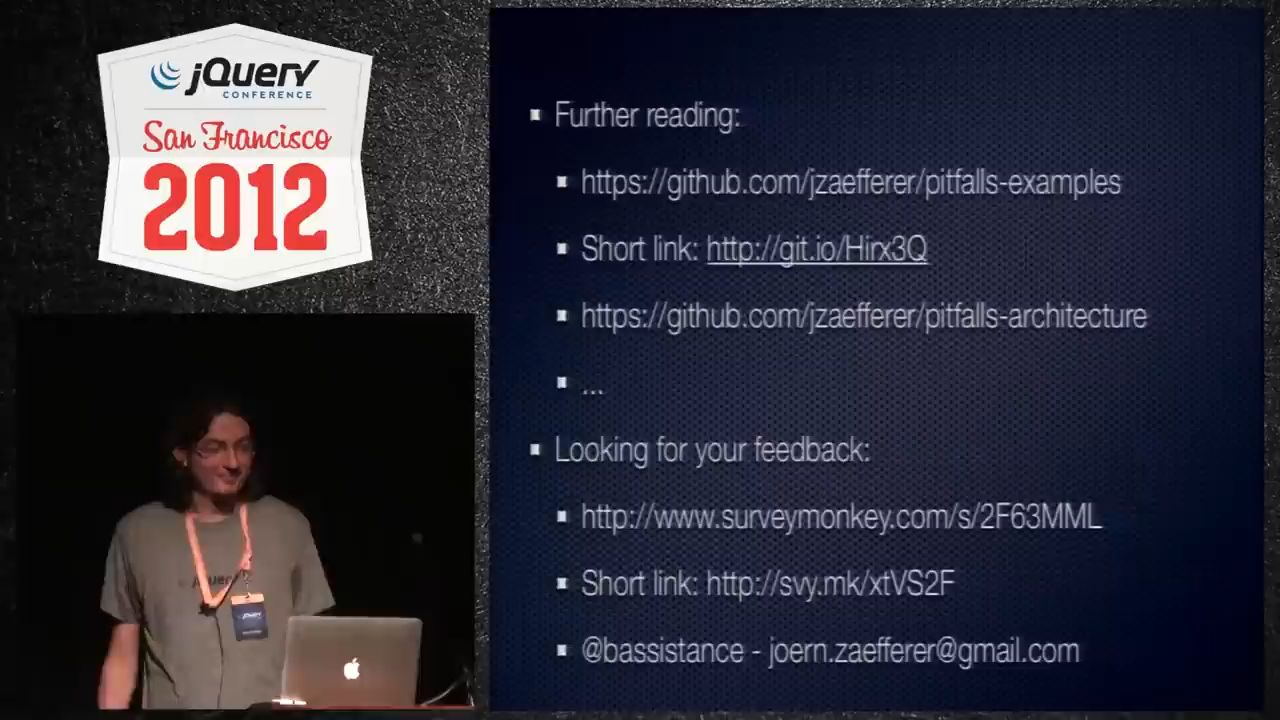 jQuery
CONFERENCE
San Francisco
2012
Further reading:
https://github.com/jzaefferer/pitfalls-examples
Short link: http://git.io/Hirx3Q
https://github.com/jzaefferer/pitfalls-architecture
...
Looking for your feedback:
http://www.surveymonkey.com/s/2F63MML
Short link: http://svy.mk/xtVS2F
@bassistance - joern.zaefferer@gmail.com
jQuery
jQuery